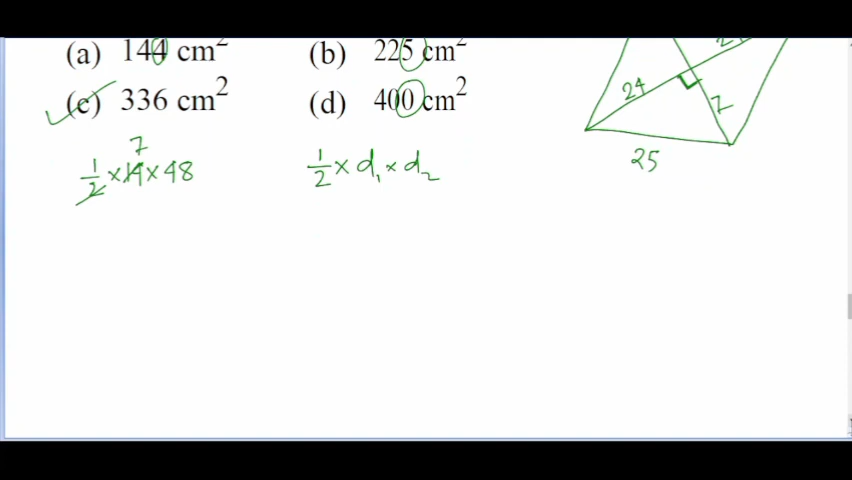 (a) 144 cm² (b) 225 cm²
24
(c) 336 cm² (d) 400 cm²
7
7
1/2 × 14 × 48
1/2 × d₁ × d₂
25